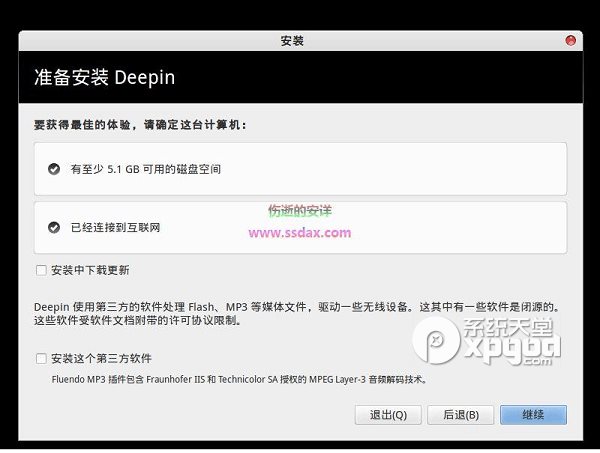 安装
准备安装 Deepin
要获得最佳的体验，请确定这台计算机：
有至少 5.1 GB 可用的磁盘空间
伤逝的安详
已经连接到互联网
www.ssdax.com
安装中下载更新
Deepin 使用第三方的软件处理 Flash、MP3 等媒体文件，驱动一些无线设备。这其中有一些软件是闭源的。
这些软件受软件文档附带的许可协议限制。
系统天堂
xpgod.com
安装这个第三方软件
Fluendo MP3 插件包含 Fraunhofer IIS 和 Technicolor SA 授权的 MPEG Layer-3 音频解码技术。
退出(Q)
后退(B)
继续